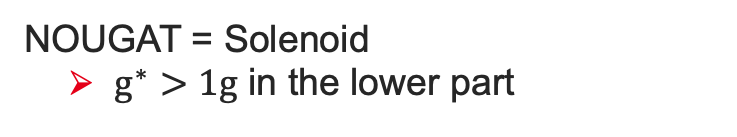 NOUGAT = Solenoid
➢ g* > 1g in the lower part